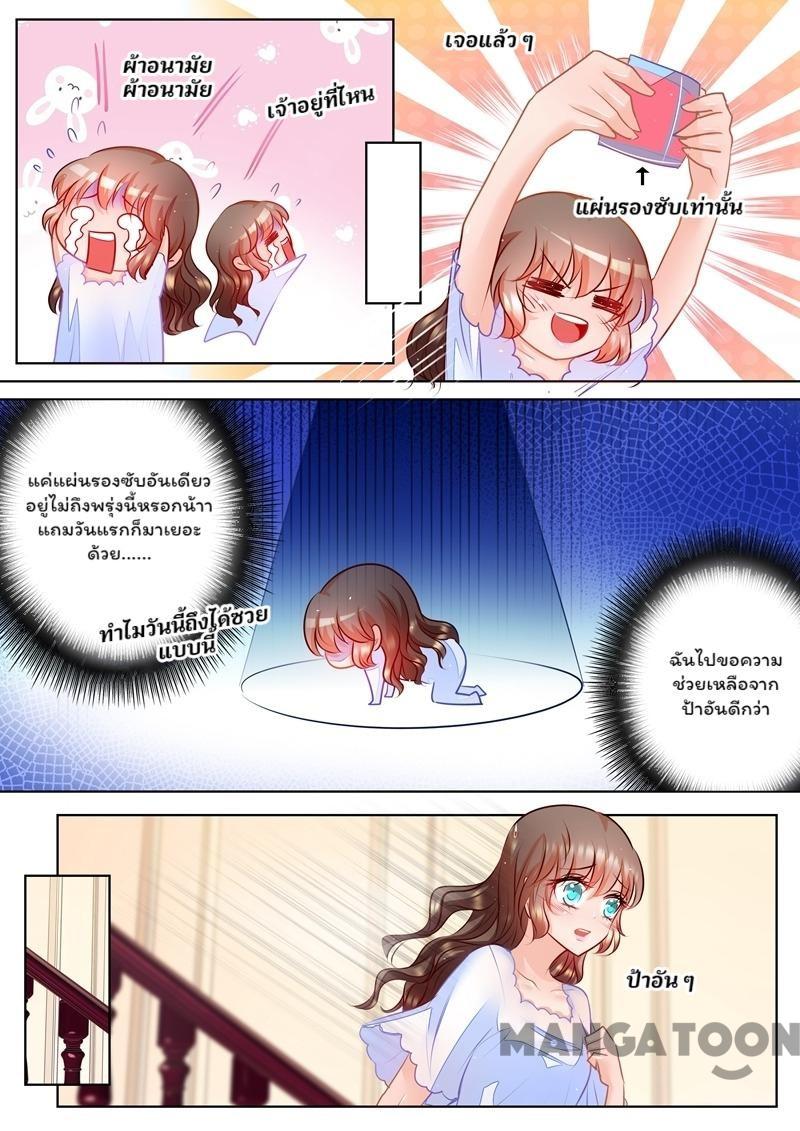 ผ้าอนามัย
ผ้าอนามัย
เจ้าอยู่ที่ไหน
เจอแล้ว ๆ
แผ่นรองซับเท่านั้น
แค่แผ่นรองซับอันเดียว
อยู่ไม่ถึงพรุ่งนี้หรอกน้าา
แถมวันแรกก็มาเยอะ
ด้วย......
ทำไมวันนี้ถึงได้ซวย
แบบนี้
ฉันไปขอความ
ช่วยเหลือจาก
ป้าอันดีกว่า
ป้าอัน ๆ
MANGATOON